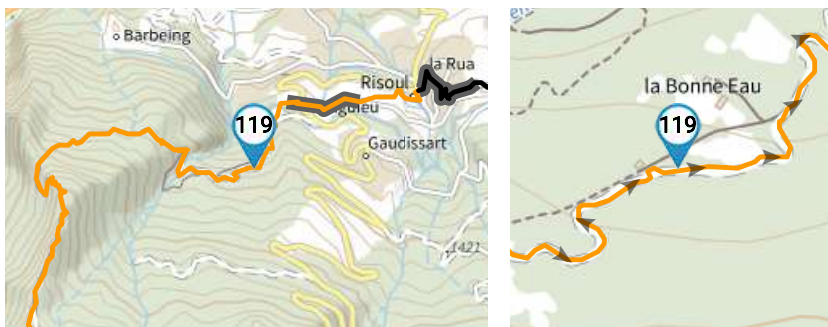 Barbeing
la Rua
Risoul
119
Gaudissart
1421
la Bonne Eau
119